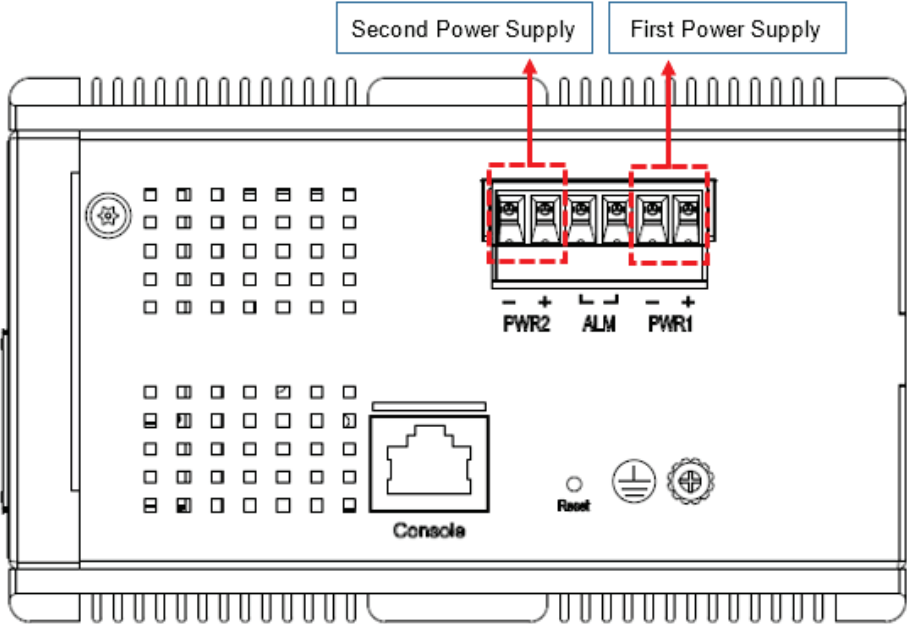 Second Power Supply
First Power Supply
- +
- +
PWR2
ALM
PWR1
Console
Reset